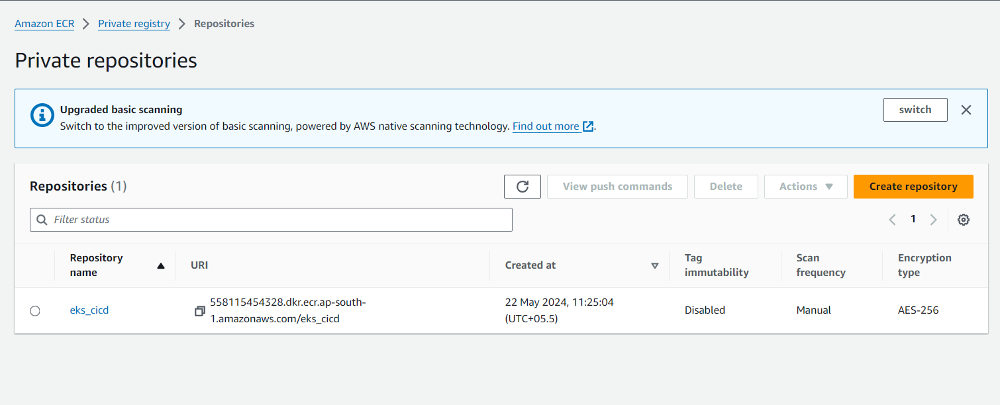 Amazon ECR > Private registry > Repositories
Private repositories
Upgraded basic scanning
Switch to the improved version of basic scanning, powered by AWS native scanning technology. Find out more.
switch
Repositories (1)
View push commands
Delete
Actions
Create repository
Filter status
1
Repository
name
URI
Created at
Tag
immutability
Scan
frequency
Encryption
type
eks_cicd
558115454328.dkr.ecr.ap-south-
1.amazonaws.com/eks_cicd
22 May 2024, 11:25:04
(UTC+05.5)
Disabled
Manual
AES-256